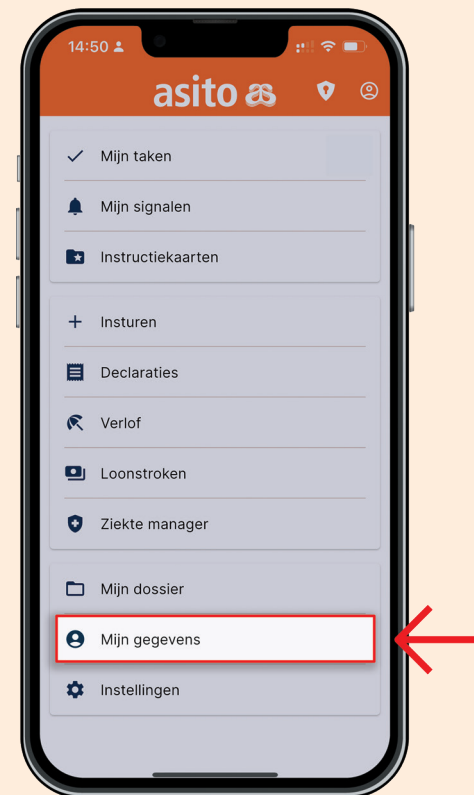 14:50
asito
Mijn taken
Mijn signalen
Instructiekaarten
Insturen
Declaraties
Verlof
Loonstroken
Ziekte manager
Mijn dossier
Mijn gegevens
Instellingen